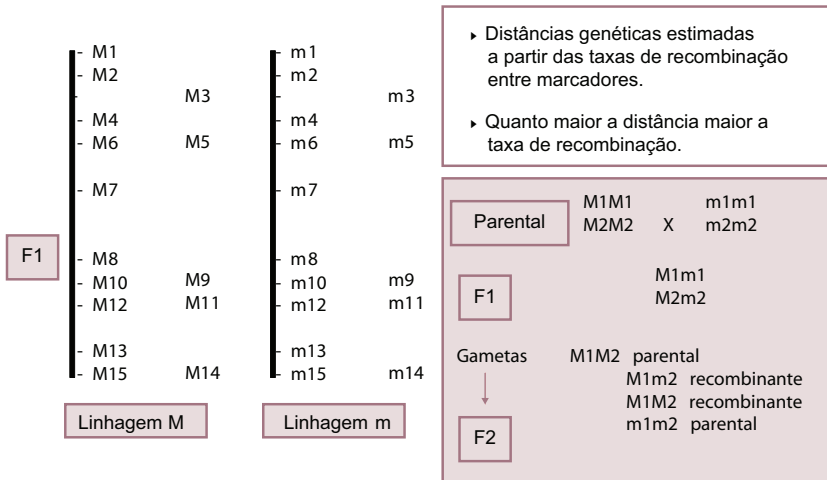 M1
M2
M3
M4
M6 M5
M7
M8
M10 M9
M12 M11
M13
M15 M14
F1
Linhagem M
m1
m2
m3
m4
m6 m5
m7
m8
m10 m9
m12 m11
m13
m15 m14
Linhagem m
▸ Distâncias genéticas estimadas
a partir das taxas de recombinação
entre marcadores.
▸ Quanto maior a distância maior a
taxa de recombinação.
Parental
M1M1 m1m1
M2M2 X m2m2
F1
M1m1
M2m2
Gametas M1M2 parental
M1m2 recombinante
M1M2 recombinante
m1m2 parental
F2